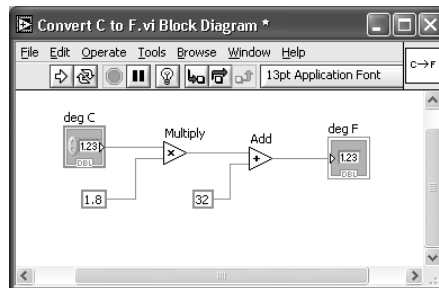 Convert C to F.vi Block Diagram *
File Edit Operate Tools Browse Window Help
13pt Application Font
C→F
deg C
1.23
DBL
Multiply
×
Add
+
deg F
1.23
DBL
1.8
32